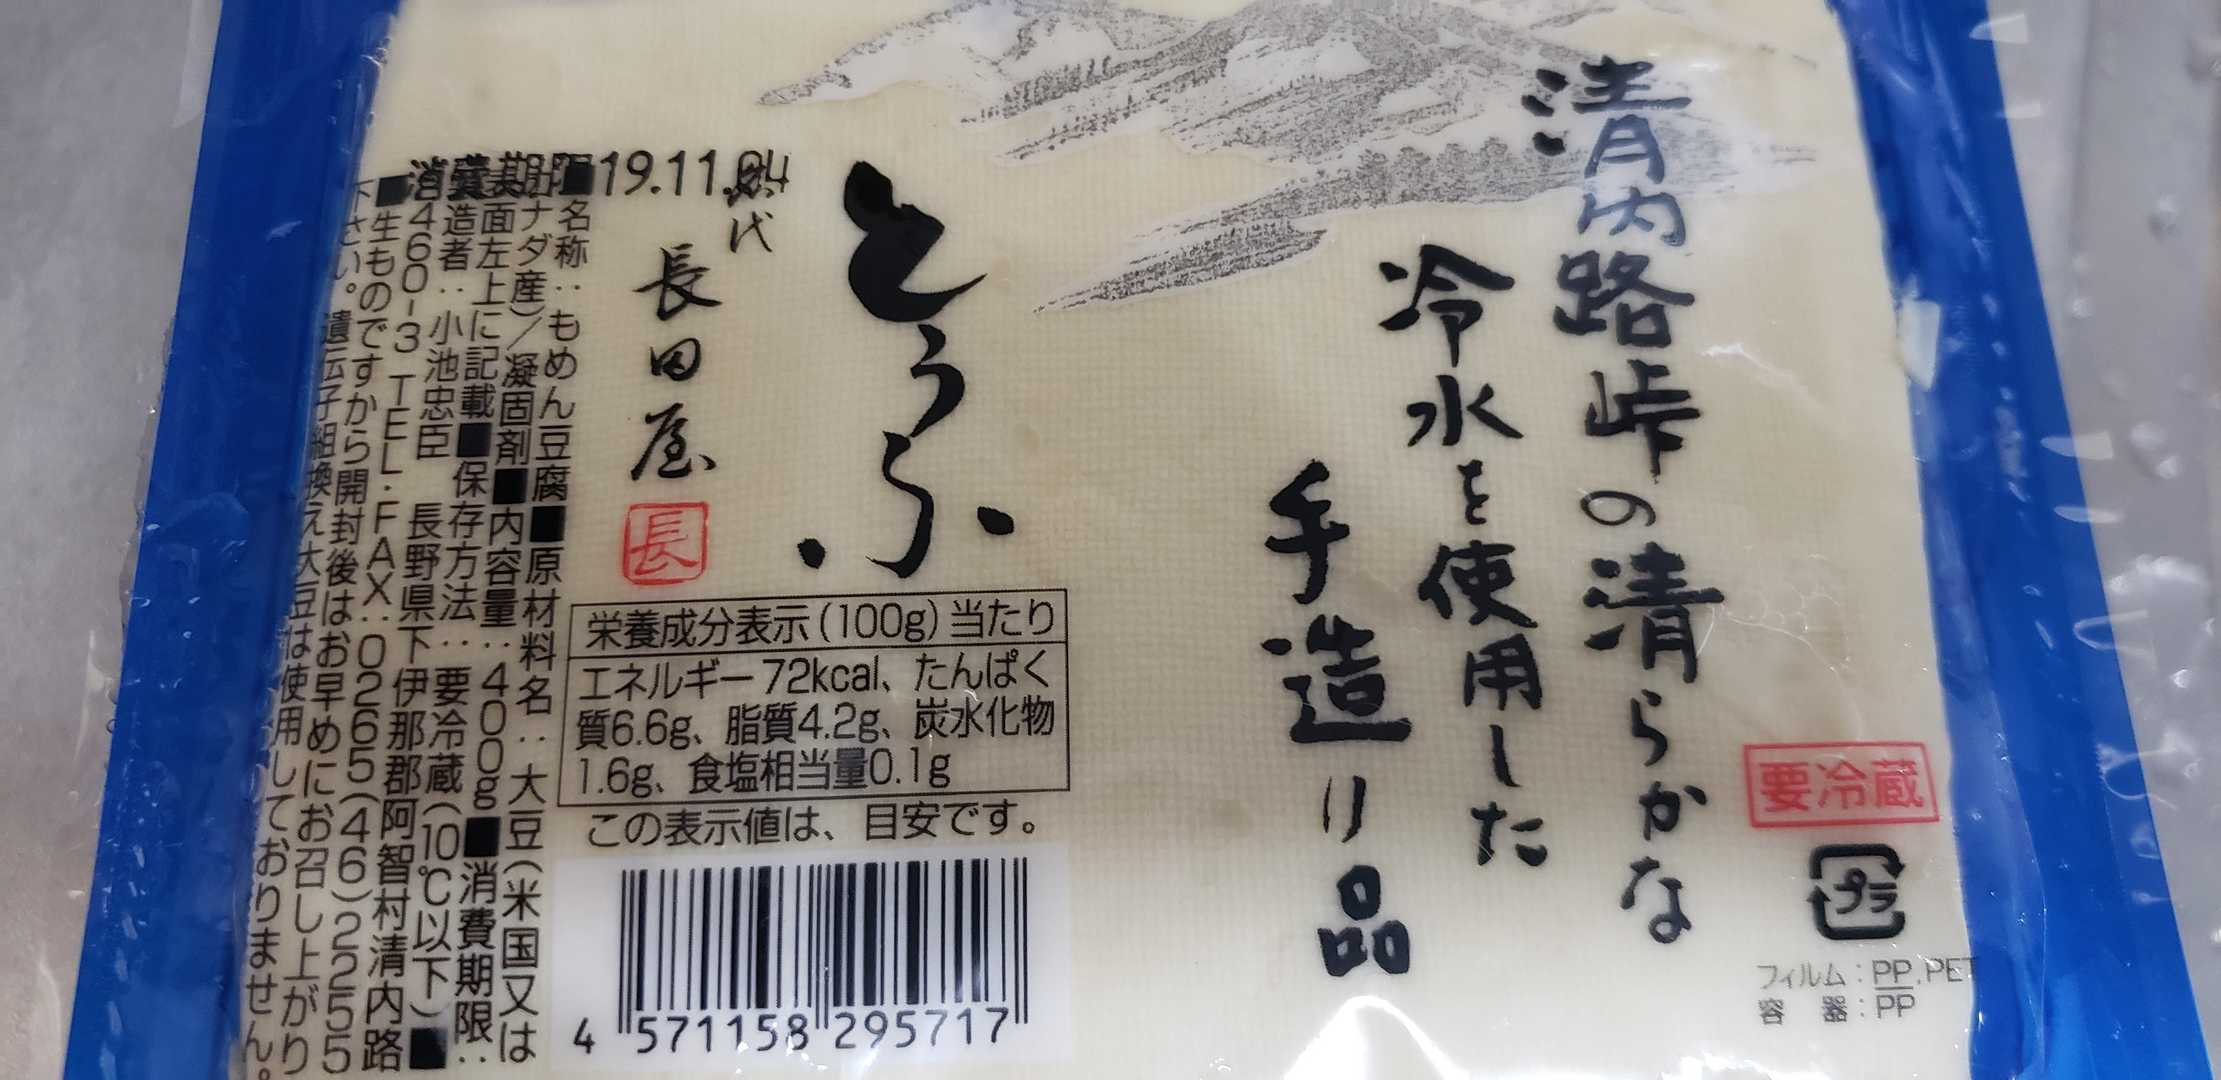 清内路峠の清らかな
冷水を使用した
手造り品
とうふ
代
長田屋
長
消費期限 19.11.
■名称：もめん豆腐■原材料名：大豆（米国又は
ナダ産）／凝固剤■内容量：400g■消費期限：
面左上に記載■保存方法：要冷蔵（10℃以下）■
造者：小池忠臣 長野県下伊那郡阿智村清内路
460-3 TEL・FAX：0265（46）2255
■生ものですから開封後はお早めにお召し上がり
下さい。遺伝子組換え大豆は使用しておりません。
栄養成分表示(100g)当たり
エネルギー72kcal、たんぱく
質6.6g、脂質4.2g、炭水化物
1.6g、食塩相当量0.1g
この表示値は、目安です。
4 571158 295717
要冷蔵
プラ
フィルム：PP,PET
容 器：PP